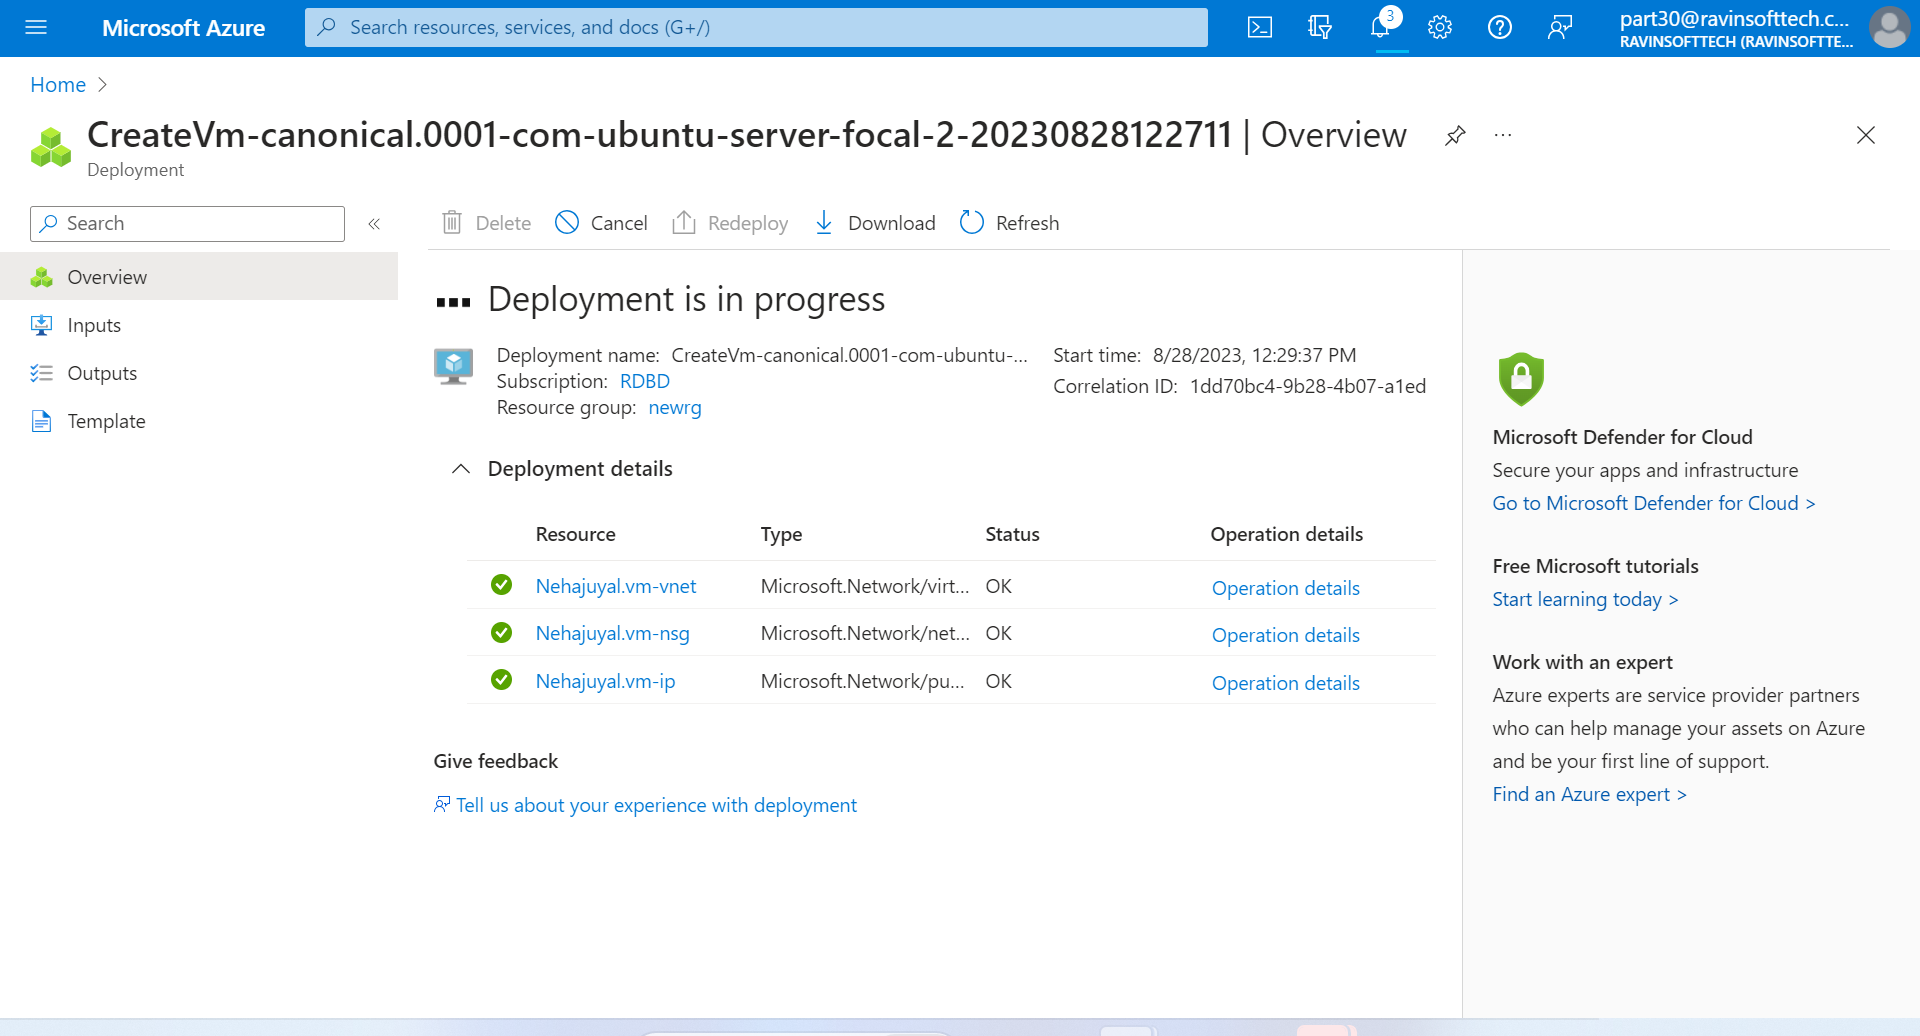 Microsoft Azure
Search resources, services, and docs (G+/)
3
part30@ravinsofttech.c...
RAVINSOFTTECH (RAVINSOFTTE...
Home
CreateVm-canonical.0001-com-ubuntu-server-focal-2-20230828122711 | Overview
Deployment
Search
Overview
Inputs
Outputs
Template
Delete
Cancel
Redeploy
Download
Refresh
Deployment is in progress
Deployment name: CreateVm-canonical.0001-com-ubuntu-...
Subscription: RDBD
Resource group: newrg
Start time: 8/28/2023, 12:29:37 PM
Correlation ID: 1dd70bc4-9b28-4b07-a1ed
Deployment details
Resource Type Status Operation details
Nehajuyal.vm-vnet Microsoft.Network/virt... OK Operation details
Nehajuyal.vm-nsg Microsoft.Network/net... OK Operation details
Nehajuyal.vm-ip Microsoft.Network/pu... OK Operation details
Give feedback
Tell us about your experience with deployment
Microsoft Defender for Cloud
Secure your apps and infrastructure
Go to Microsoft Defender for Cloud >
Free Microsoft tutorials
Start learning today >
Work with an expert
Azure experts are service provider partners
who can help manage your assets on Azure
and be your first line of support.
Find an Azure expert >